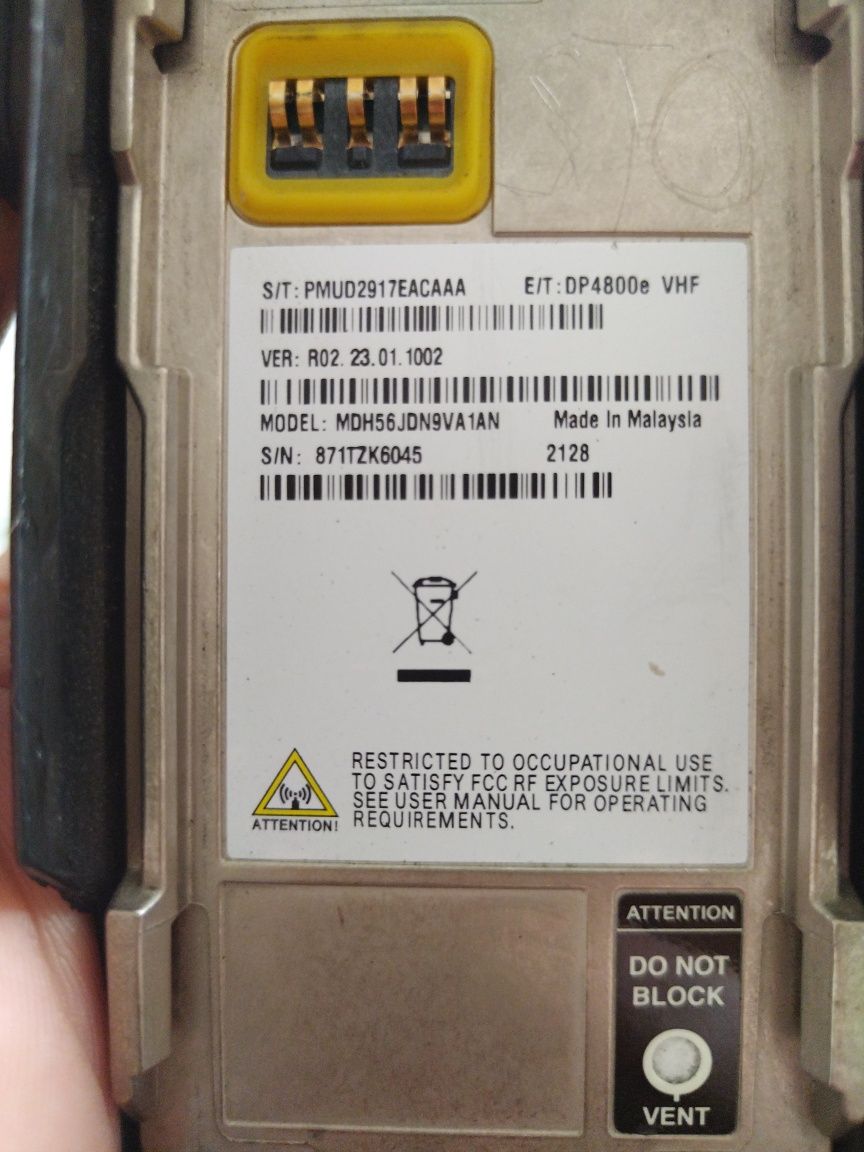 S/T: PMUD2917EACAAA E/T: DP4800e VHF
VER: R02.23.01.1002
MODEL: MDH56JDN9VA1AN Made In Malaysia
S/N: 871TZK6045 2128
RESTRICTED TO OCCUPATIONAL USE
TO SATISFY FCC RF EXPOSURE LIMITS.
SEE USER MANUAL FOR OPERATING
REQUIREMENTS.
ATTENTION!
ATTENTION
DO NOT
BLOCK
VENT